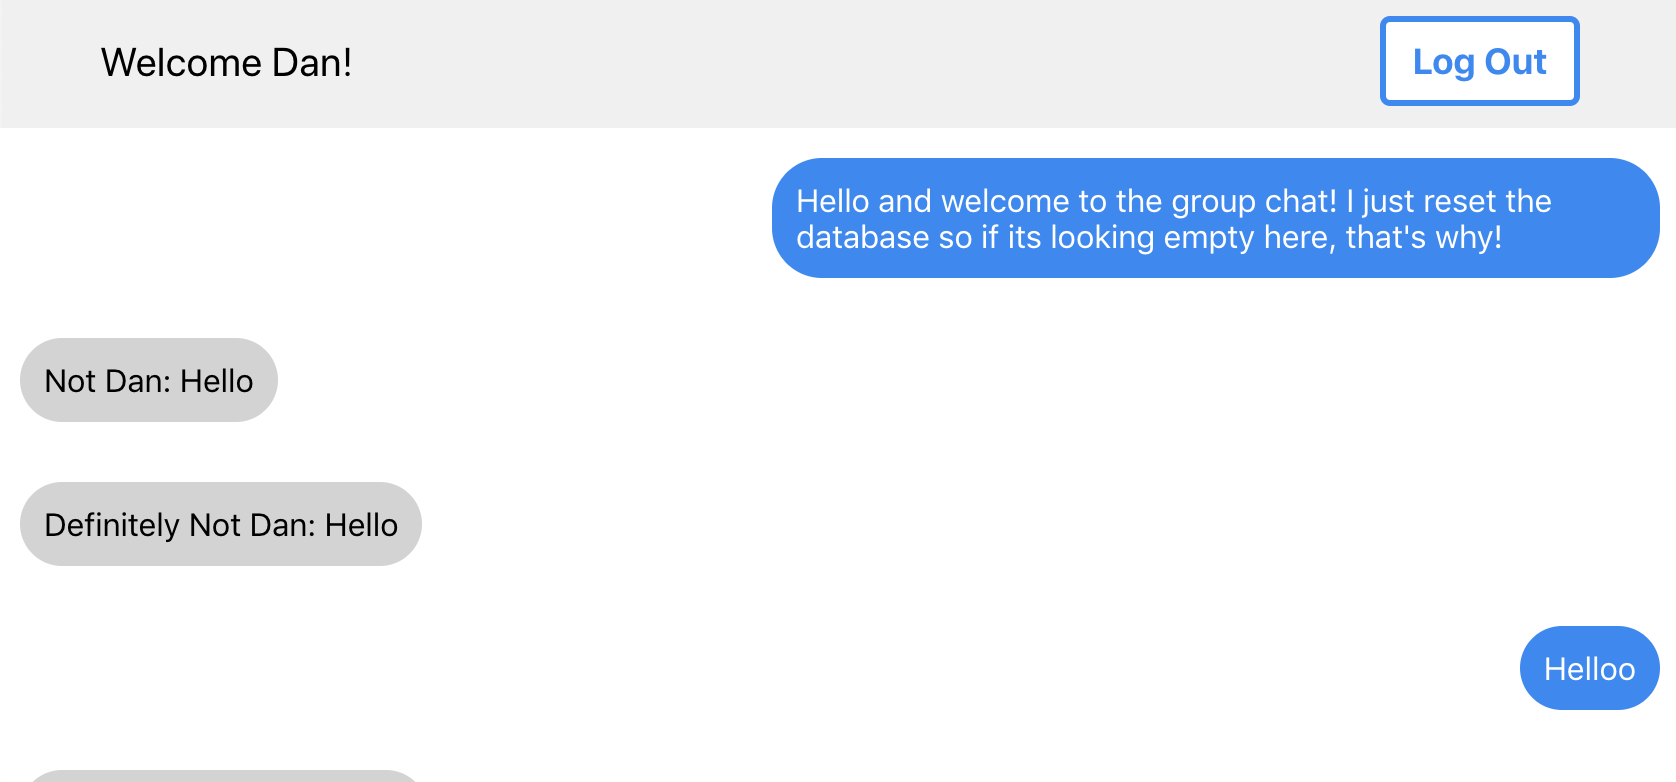 Welcome Dan!
Log Out
Hello and welcome to the group chat! I just reset the
database so if its looking empty here, that's why!
Not Dan: Hello
Definitely Not Dan: Hello
Helloo